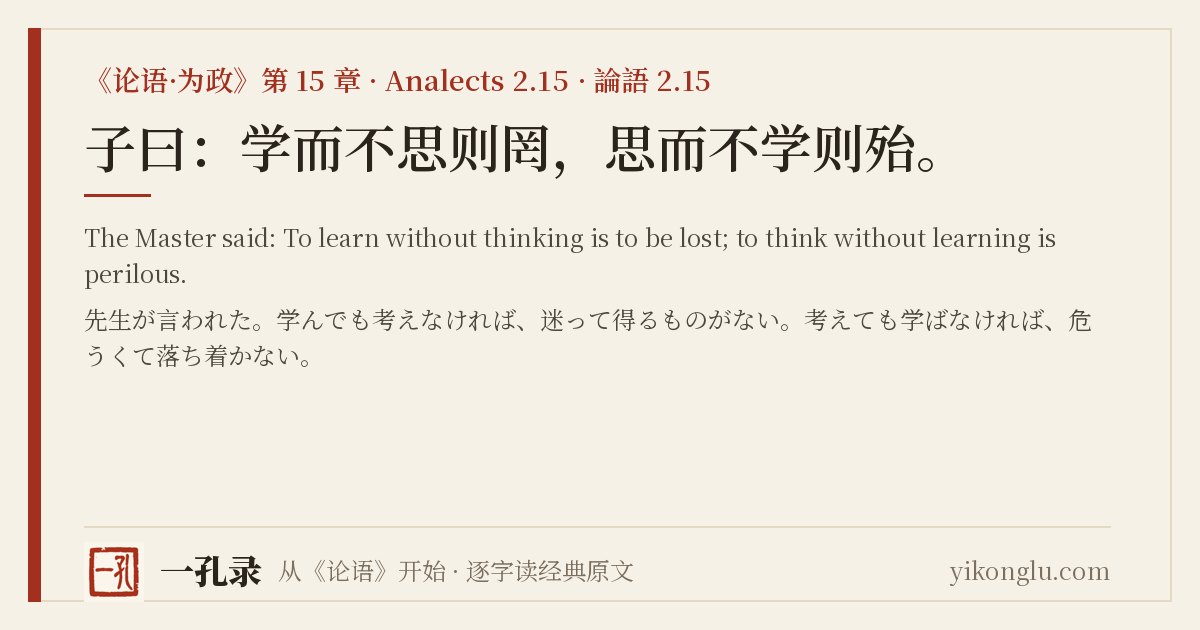 《论语·为政》第 15 章 · Analects 2.15 · 論語 2.15
子曰：学而不思则罔，思而不学则殆。
The Master said: To learn without thinking is to be lost; to think without learning is
perilous.
先生が言われた。学んでも考えなければ、迷って得るものがない。考えても学ばなければ、危
うくて落ち着かない。
一孔
一孔录 从《论语》开始 · 逐字读经典原文 yikonglu.com